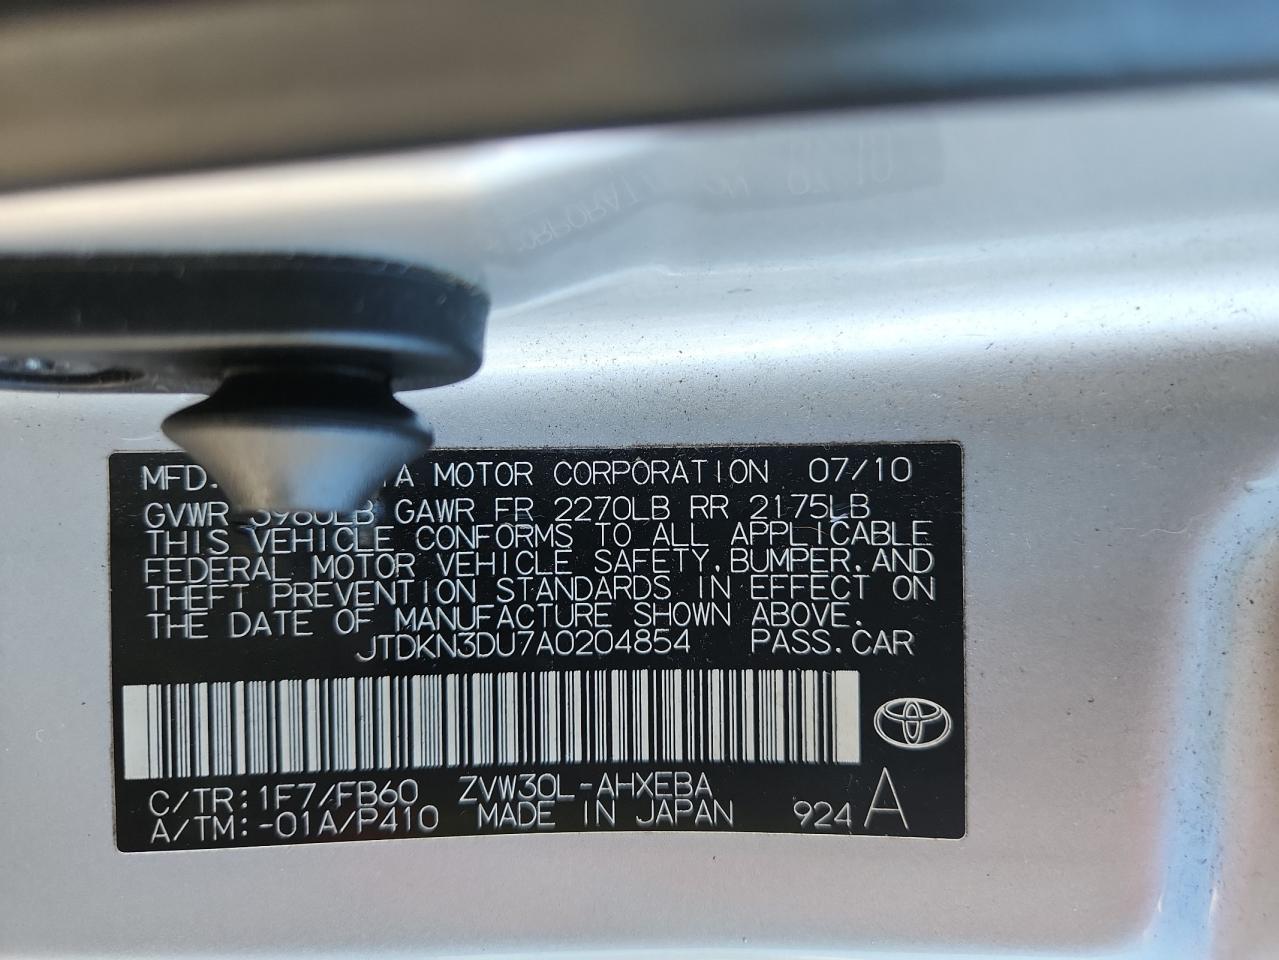 MFD. MOTOR CORPORATION 07/10
GVWR 3980LB GAWR FR 2270LB RR 2175LB
THIS VEHICLE CONFORMS TO ALL APPLICABLE
FEDERAL MOTOR VEHICLE SAFETY,BUMPER,AND
THEFT PREVENTION STANDARDS IN EFFECT ON
THE DATE OF MANUFACTURE SHOWN ABOVE.
JTDKN3DU7A0204854 PASS.CAR
C/TR:1F7/FB60 ZVW30L-AHXEBA
A/TM:-01A/P410 MADE IN JAPAN 924 A